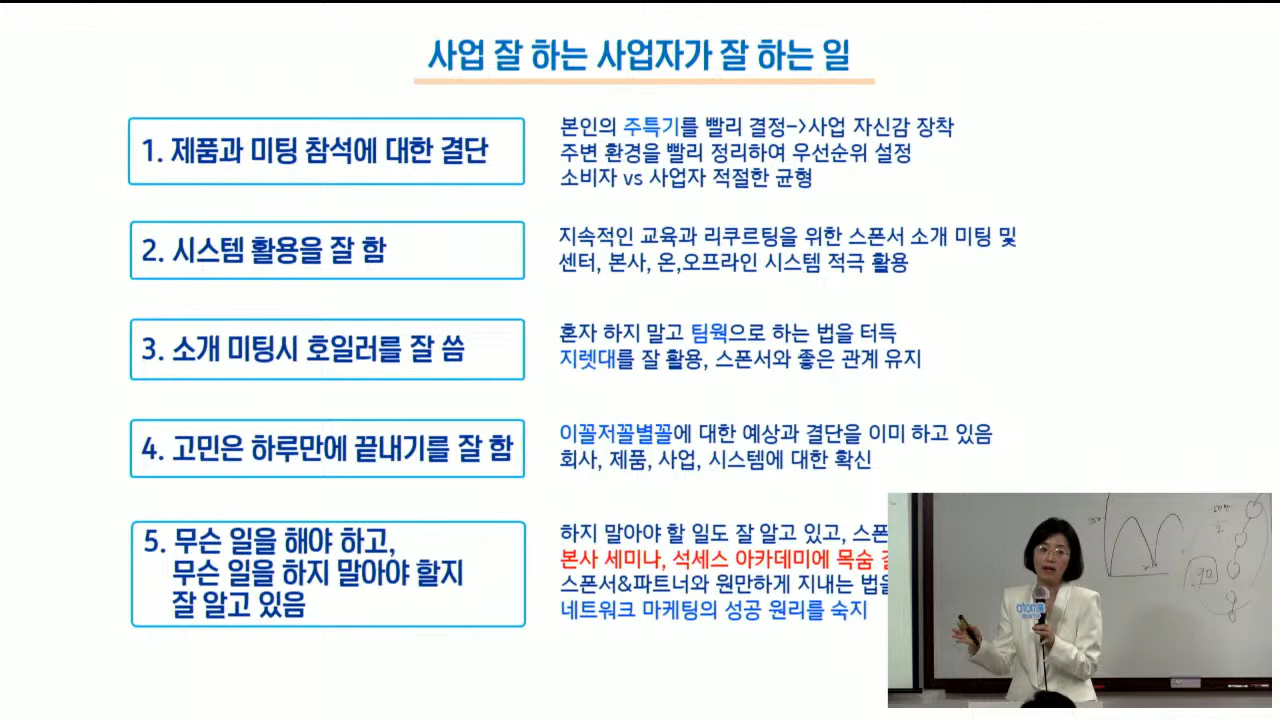 사업 잘 하는 사업자가 잘 하는 일
1. 제품과 미팅 참석에 대한 결단
본인의 주특기를 빨리 결정->사업 자신감 장착
주변 환경을 빨리 정리하여 우선순위 설정
소비자 vs 사업자 적절한 균형
2. 시스템 활용을 잘 함
지속적인 교육과 리쿠르팅을 위한 스폰서 소개 미팅 및
센터, 본사, 온,오프라인 시스템 적극 활용
3. 소개 미팅시 호일러를 잘 씀
혼자 하지 말고 팀웍으로 하는 법을 터득
지렛대를 잘 활용, 스폰서와 좋은 관계 유지
4. 고민은 하루만에 끝내기를 잘 함
이꼴저꼴별꼴에 대한 예상과 결단을 이미 하고 있음
회사, 제품, 사업, 시스템에 대한 확신
5. 무슨 일을 해야 하고,
무슨 일을 하지 말아야 할지
잘 알고 있음
하지 말아야 할 일도 잘 알고 있고, 스폰
본사 세미나, 석세스 아카데미에 목숨
스폰서&파트너와 원만하게 지내는 법을
네트워크 마케팅의 성공 원리를 숙지
atom
90